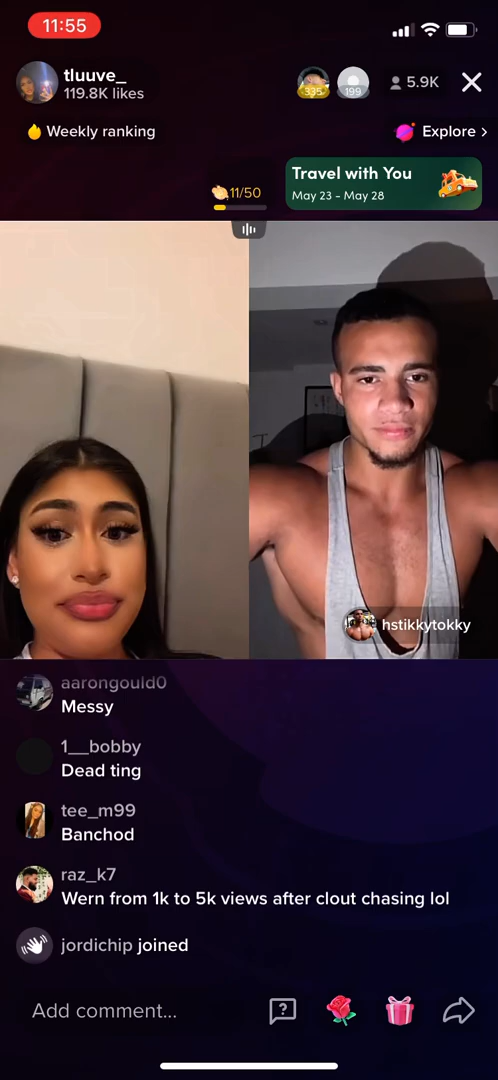 11:55
tluuve_
119.8K likes
335
199
5.9K
Weekly ranking
Explore >
11/50
Travel with You
May 23 - May 28
hstikkytokky
aarongould0
Messy
1__bobby
Dead ting
tee_m99
Banchod
raz_k7
Wern from 1k to 5k views after clout chasing lol
jordichip joined
Add comment...